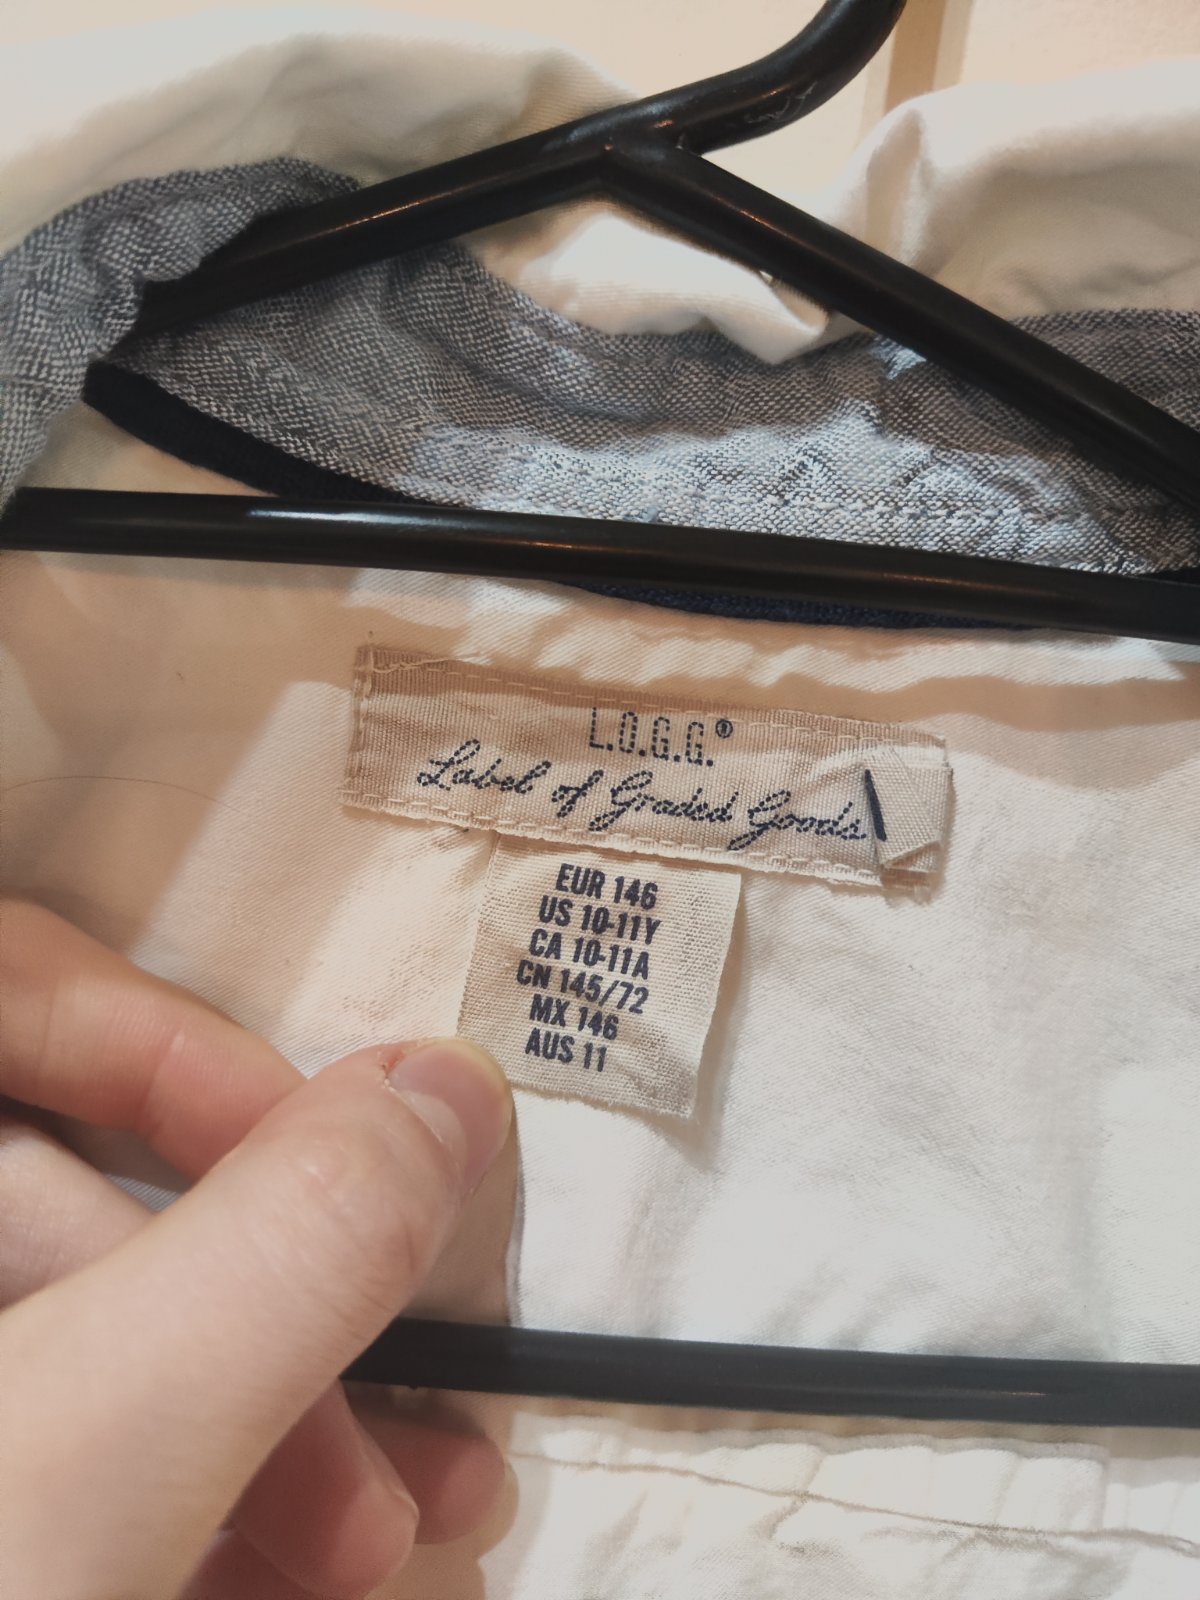 L.O.G.G.®
Label of Graded Goods
EUR 146
US 10-11Y
CA 10-11A
CN 145/72
MX 146
AUS 11